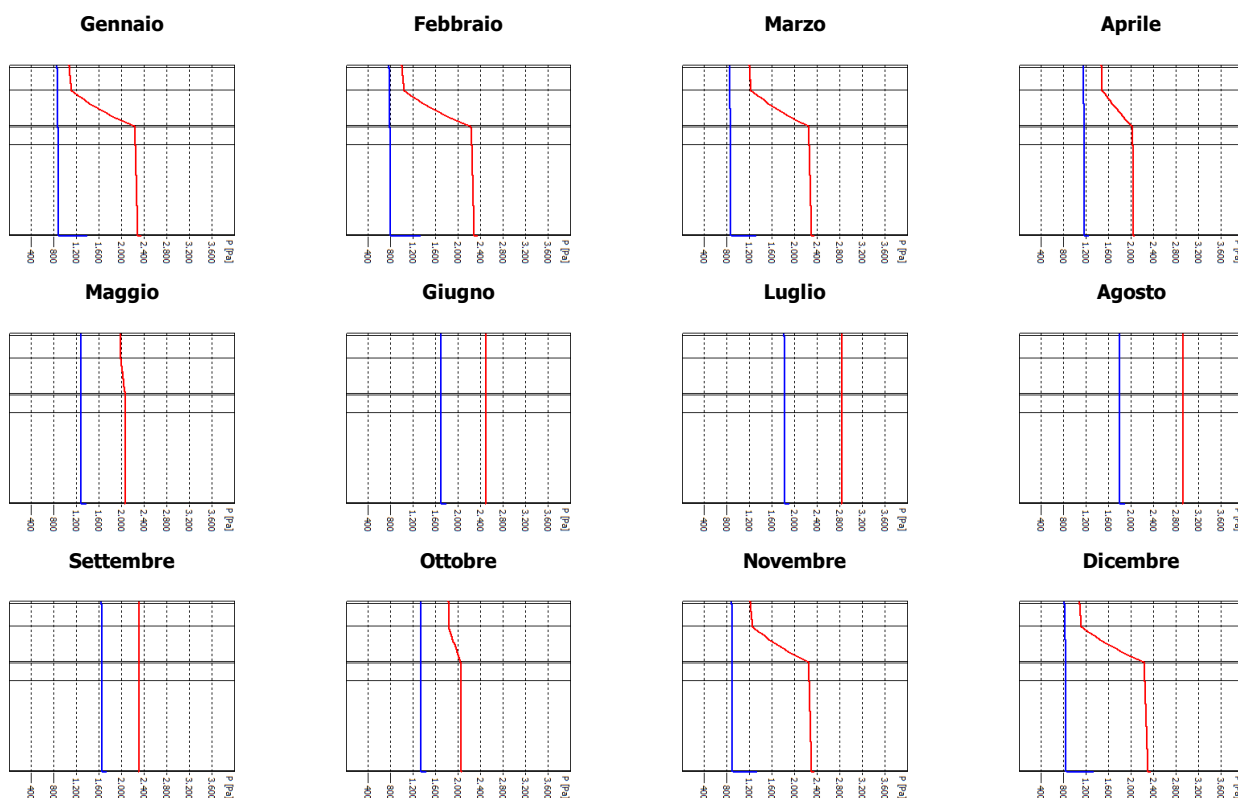 Gennaio
400 800 1.200 1.600 2.000 2.400 2.800 3.200 3.600 P [Pa]
Febbraio
400 800 1.200 1.600 2.000 2.400 2.800 3.200 3.600 P [Pa]
Marzo
400 800 1.200 1.600 2.000 2.400 2.800 3.200 3.600 P [Pa]
Aprile
400 800 1.200 1.600 2.000 2.400 2.800 3.200 3.600 P [Pa]
Maggio
400 800 1.200 1.600 2.000 2.400 2.800 3.200 3.600 P [Pa]
Giugno
400 800 1.200 1.600 2.000 2.400 2.800 3.200 3.600 P [Pa]
Luglio
400 800 1.200 1.600 2.000 2.400 2.800 3.200 3.600 P [Pa]
Agosto
400 800 1.200 1.600 2.000 2.400 2.800 3.200 3.600 P [Pa]
Settembre
400 800 1.200 1.600 2.000 2.400 2.800 3.200 3.600 P [Pa]
Ottobre
400 800 1.200 1.600 2.000 2.400 2.800 3.200 3.600 P [Pa]
Novembre
400 800 1.200 1.600 2.000 2.400 2.800 3.200 3.600 P [Pa]
Dicembre
400 800 1.200 1.600 2.000 2.400 2.800 3.200 3.600 P [Pa]